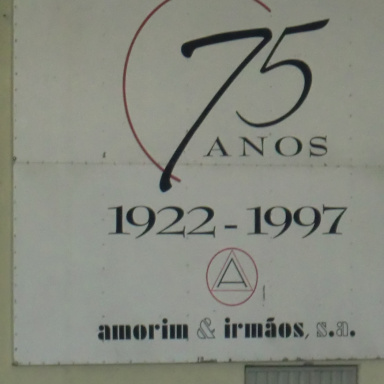 75
ANOS
1922-1997
A
amorim & irmãos, s.a.